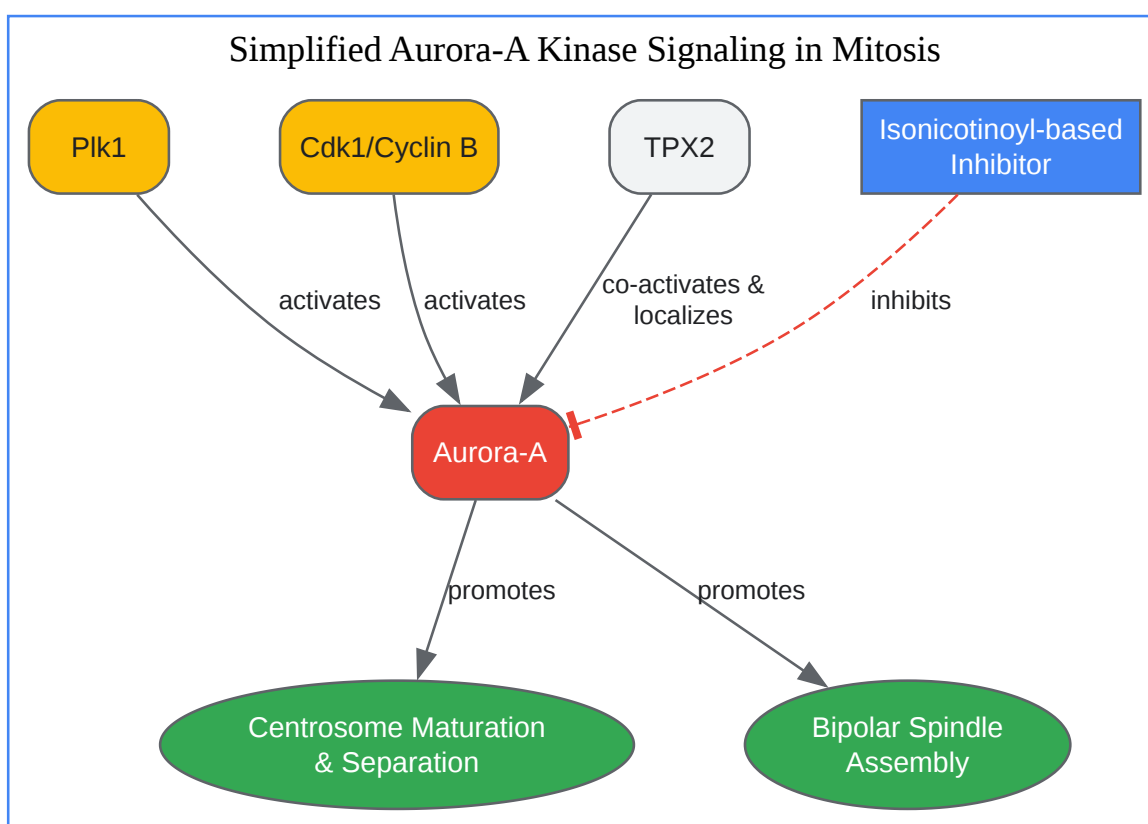 Simplified Aurora-A Kinase Signaling in Mitosis
Plk1
Cdk1/Cyclin B
TPX2
Isonicotinoyl-based
Inhibitor
activates
activates
co-activates &
localizes
inhibits
Aurora-A
promotes
promotes
Centrosome Maturation
& Separation
Bipolar Spindle
Assembly